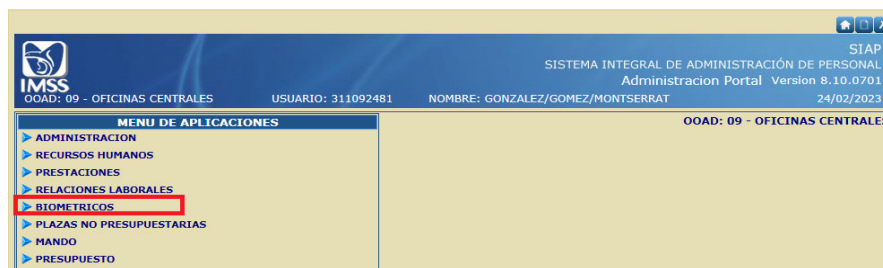 SIAP
SISTEMA INTEGRAL DE ADMINISTRACIÓN DE PERSONAL
Administracion Portal Version 8.10.0701
IMSS
OOAD: 09 - OFICINAS CENTRALES USUARIO: 311092481 NOMBRE: GONZALEZ/GOMEZ/MONTSERRAT 24/02/2023
MENU DE APLICACIONES
OOAD: 09 - OFICINAS CENTRALES
ADMINISTRACION
RECURSOS HUMANOS
PRESTACIONES
RELACIONES LABORALES
BIOMETRICOS
PLAZAS NO PRESUPUESTARIAS
MANDO
PRESUPUESTO